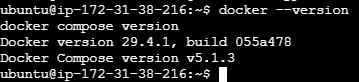 ubuntu@ip-172-31-38-216:~$ docker --version
docker compose version
Docker version 29.4.1, build 055a478
Docker Compose version v5.1.3
ubuntu@ip-172-31-38-216:~$